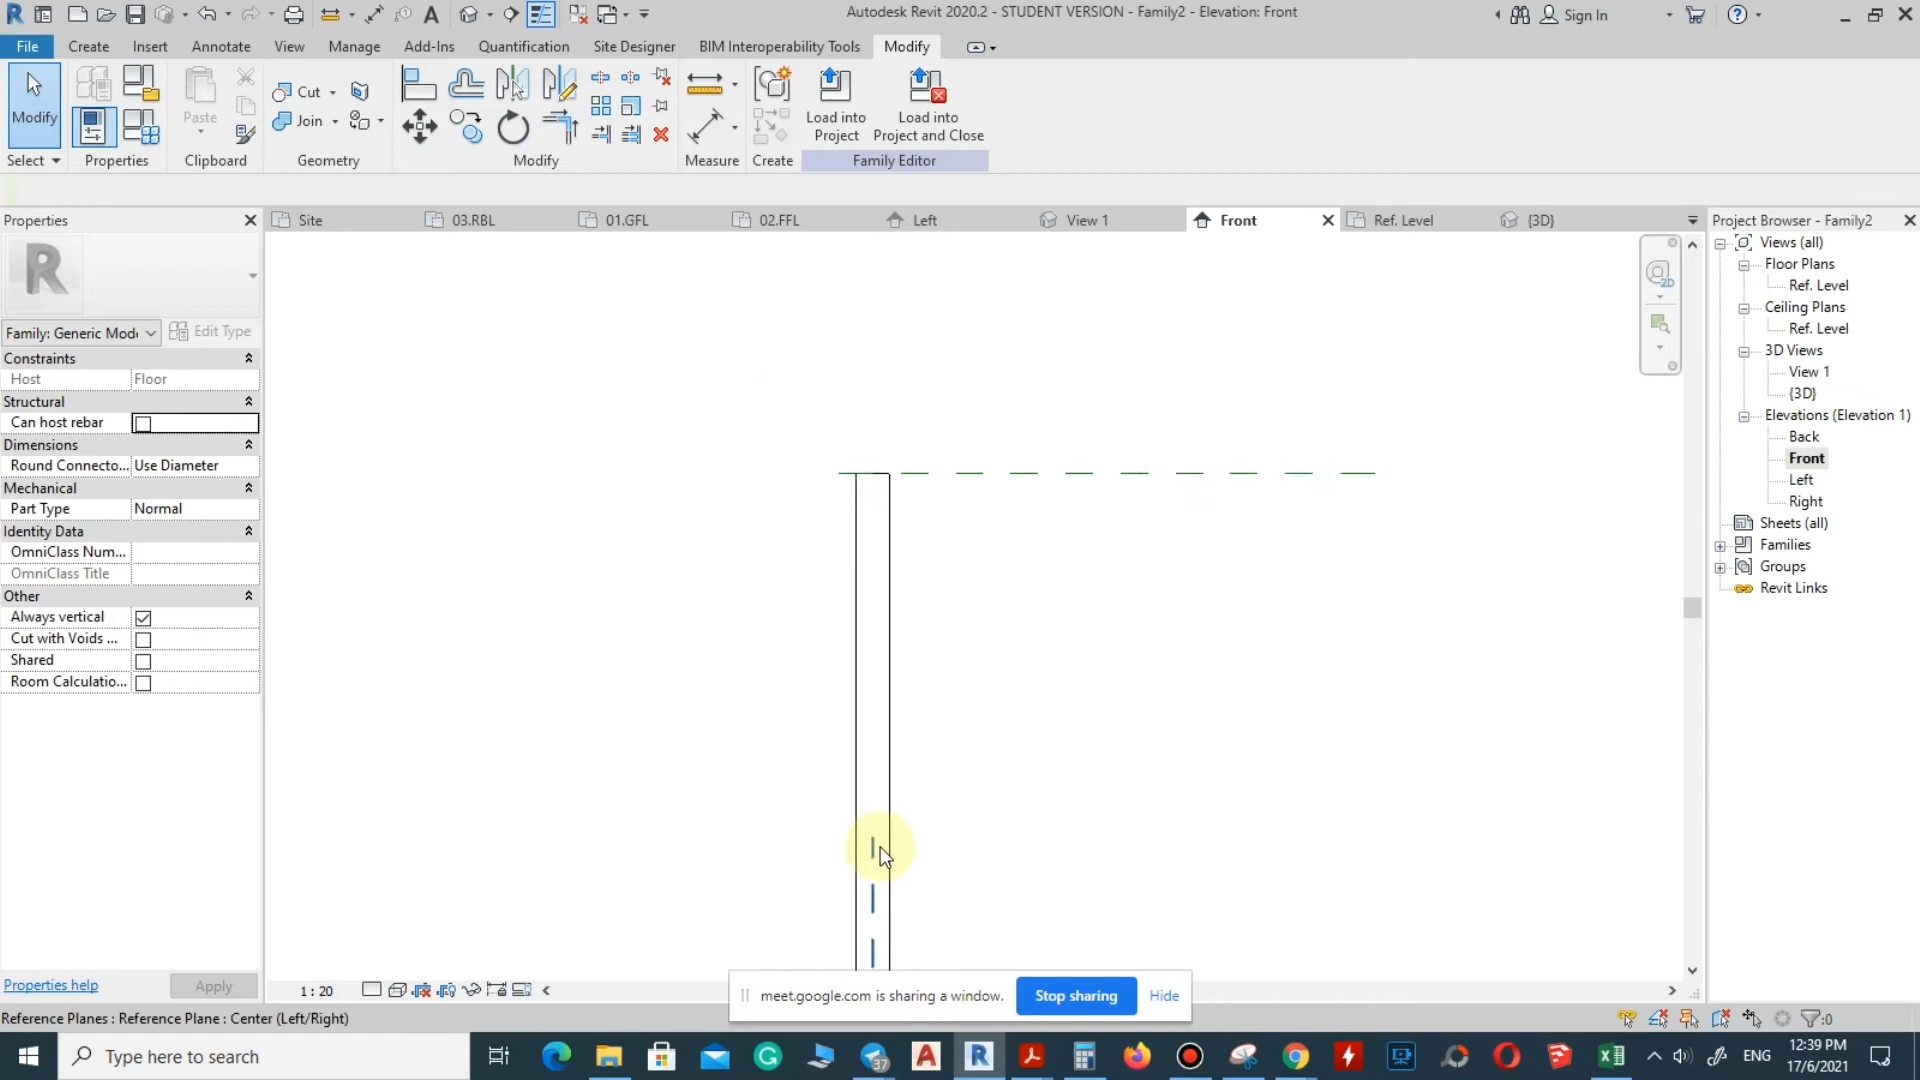 Autodesk Revit 2020.2 - STUDENT VERSION - Family2 - Elevation: Front
Sign In
File Create Insert Annotate View Manage Add-Ins Quantification Site Designer BIM Interoperability Tools Modify
Modify
Paste
Cut
Join
Load into Project
Load into Project and Close
Select Properties Clipboard Geometry Modify Measure Create Family Editor
Properties
Site
03.RBL
01.GFL
02.FFL
Left
View 1
Front
Ref. Level
{3D}
Project Browser - Family2
Family: Generic Mode
Edit Type
Constraints
Host Floor
Structural
Can host rebar
Dimensions
Round Connecto... Use Diameter
Mechanical
Part Type Normal
Identity Data
OmniClass Num...
OmniClass Title
Other
Always vertical
Cut with Voids ...
Shared
Room Calculatio...
Properties help
Apply
2D
Views (all)
Floor Plans
Ref. Level
Ceiling Plans
Ref. Level
3D Views
View 1
{3D}
Elevations (Elevation 1)
Back
Front
Left
Right
Sheets (all)
Families
Groups
Revit Links
1 : 20
meet.google.com is sharing a window.
Stop sharing
Hide
Reference Planes : Reference Plane : Center (Left/Right)
:0
Type here to search
37
ENG
12:39 PM
17/6/2021